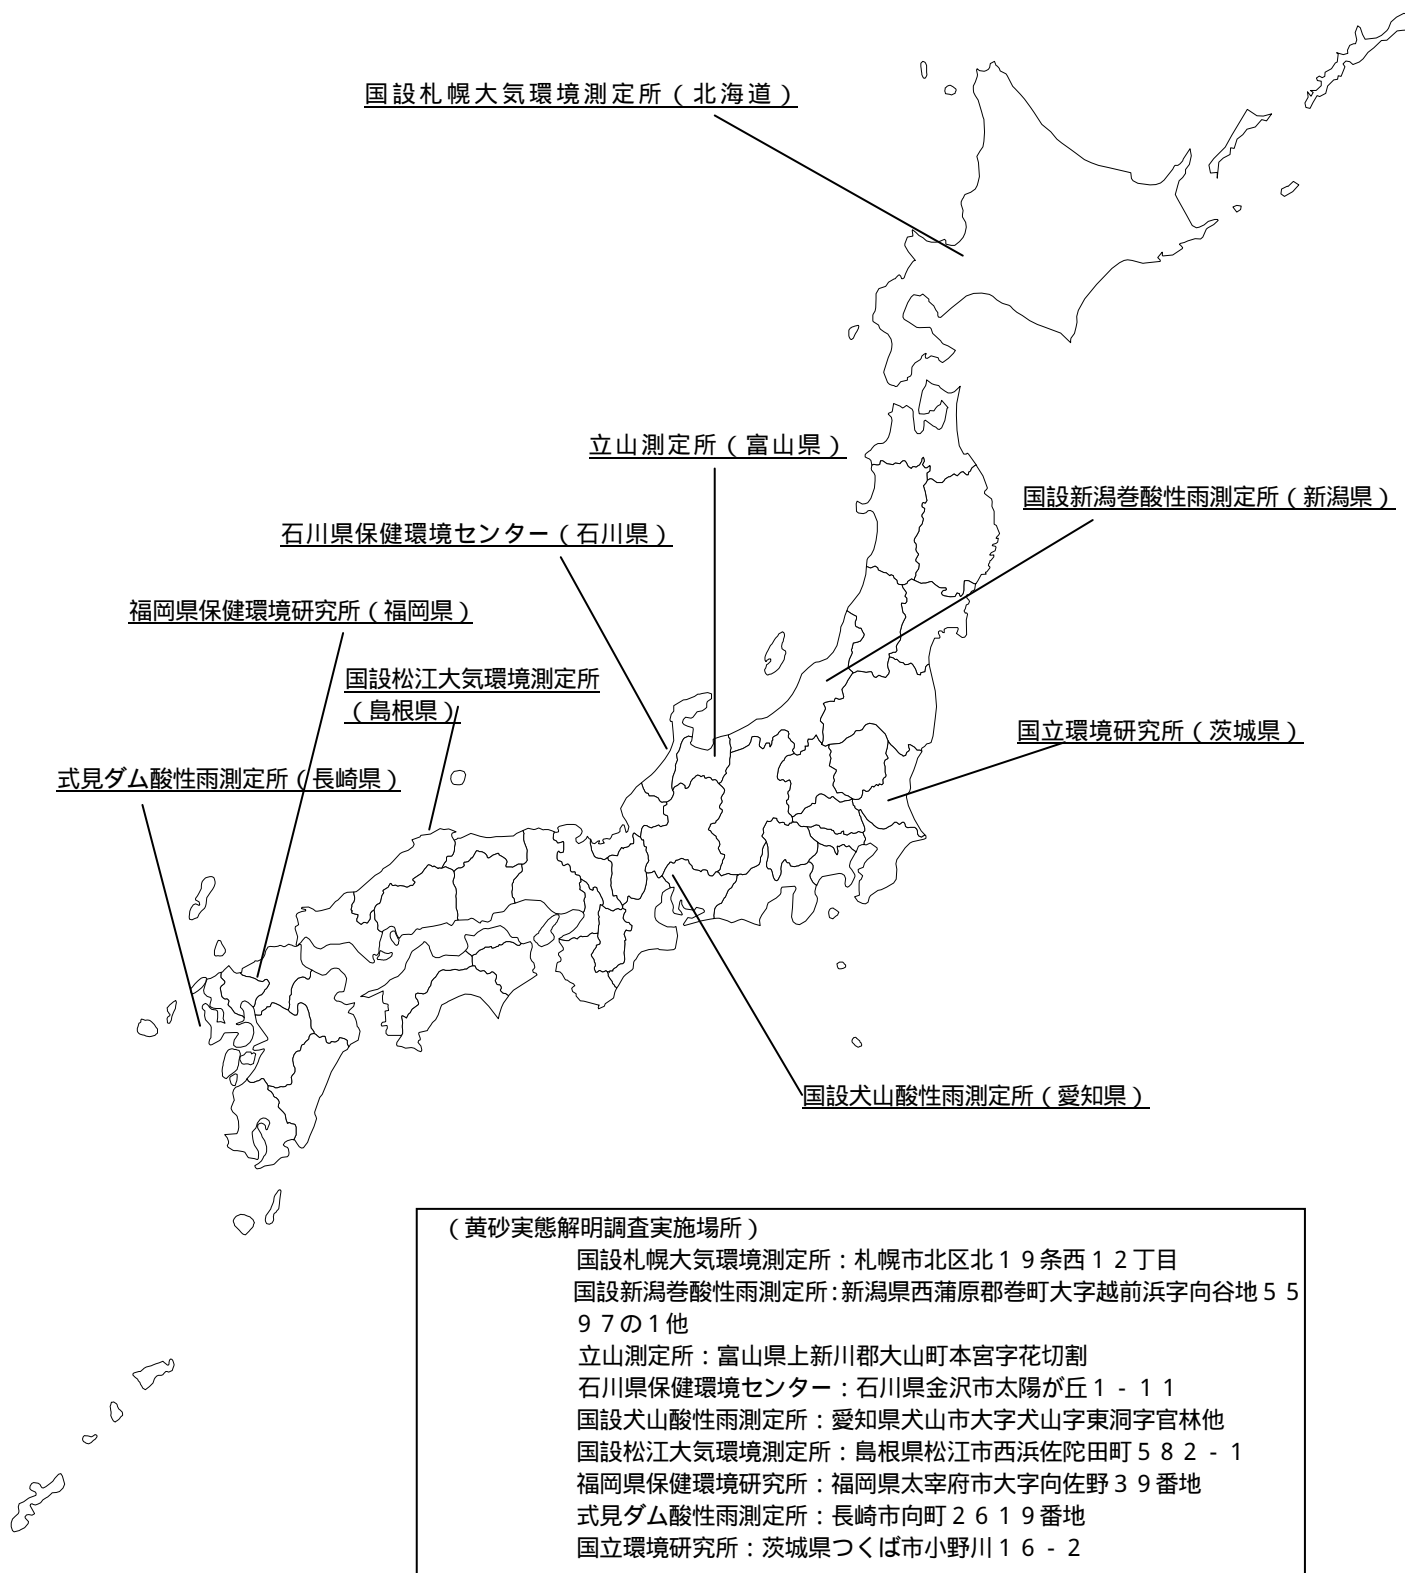 国設札幌大気環境測定所（北海道）
立山測定所（富山県）
国設新潟巻酸性雨測定所（新潟県）
石川県保健環境センター（石川県）
福岡県保健環境研究所（福岡県）
国設松江大気環境測定所
（島根県）
国立環境研究所（茨城県）
式見ダム酸性雨測定所（長崎県）
国設犬山酸性雨測定所（愛知県）
（黄砂実態解明調査実施場所）
国設札幌大気環境測定所：札幌市北区北１９条西１２丁目
国設新潟巻酸性雨測定所：新潟県西蒲原郡巻町大字越前浜字向谷地５５
９７の１他
立山測定所：富山県上新川郡大山町本宮字花切割
石川県保健環境センター：石川県金沢市太陽が丘１‐１１
国設犬山酸性雨測定所：愛知県犬山市大字犬山字東洞字官林他
国設松江大気環境測定所：島根県松江市西浜佐陀田町５８２‐１
福岡県保健環境研究所：福岡県太宰府市大字向佐野３９番地
式見ダム酸性雨測定所：長崎市向町２６１９番地
国立環境研究所：茨城県つくば市小野川１６‐２